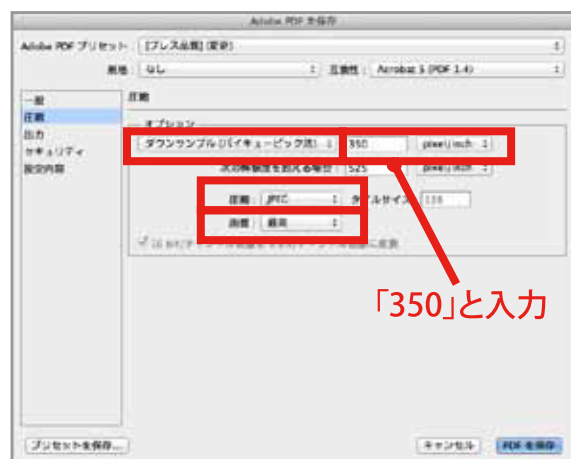 Adobe PDF を保存
Adobe PDF プリセット： [プレス品質] (変更)
規格： なし 互換性： Acrobat 5 (PDF 1.4)
一般
圧縮
出力
セキュリティ
設定内容
圧縮
オプション
ダウンサンプル (バイキュービック法) 350 pixel/inch
次の解像度を超える場合： 525 pixel/inch
圧縮： JPEG タイルサイズ： 128
画質： 最高
「350」と入力
プリセットを保存... キャンセル PDF を保存